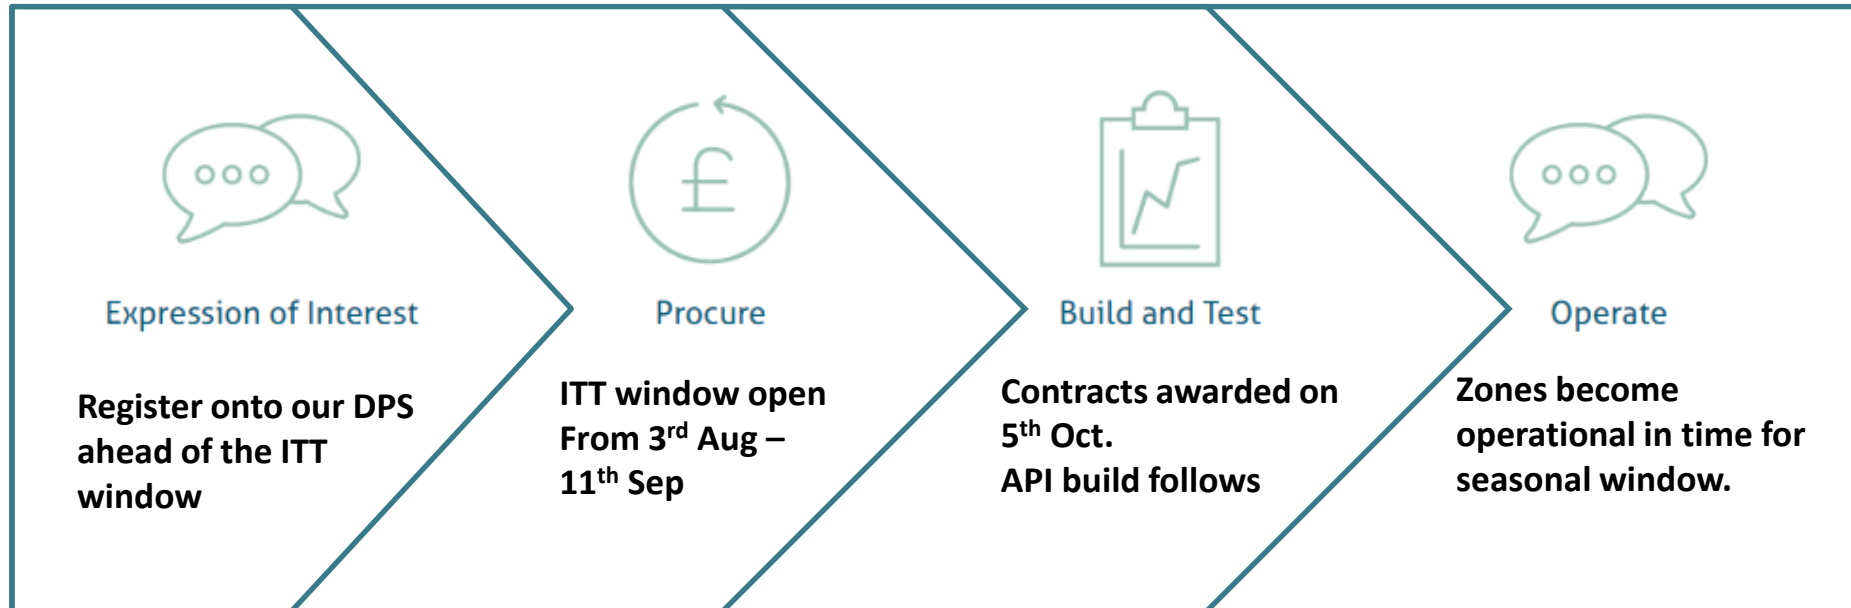 Expression of Interest
Register onto our DPS
ahead of the ITT
window
£
Procure
ITT window open
From 3rd Aug –
11th Sep
Build and Test
Contracts awarded on
5th Oct.
API build follows
Operate
Zones become
operational in time for
seasonal window.